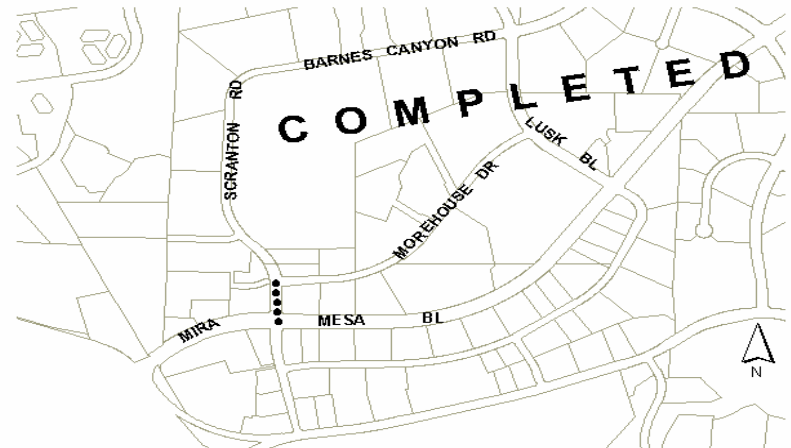 BARNES CANYON RD
COMPLETED
SCRANTON RD
LUSK BL
MOREHOUSE DR
MIRA MESA BL
N